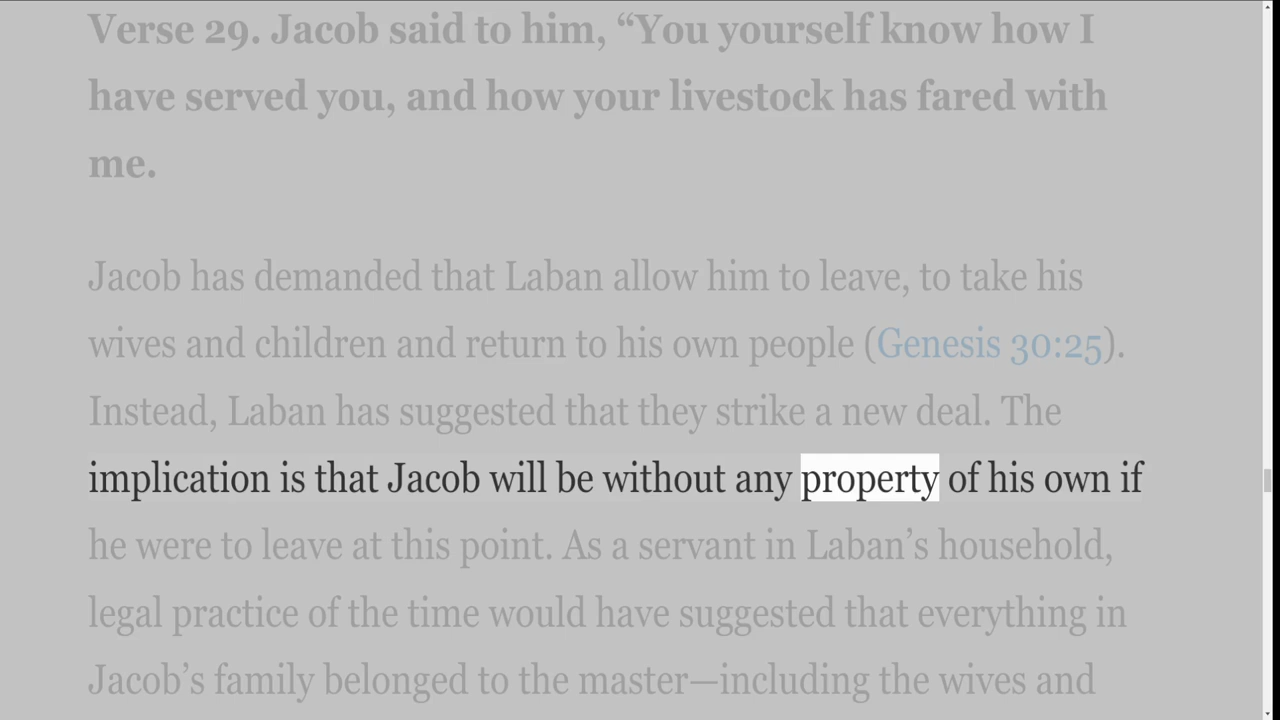 Verse 29. Jacob said to him, “You yourself know how I
have served you, and how your livestock has fared with
me.
Jacob has demanded that Laban allow him to leave, to take his
wives and children and return to his own people (Genesis 30:25).
Instead, Laban has suggested that they strike a new deal. The
implication is that Jacob will be without any property of his own if
he were to leave at this point. As a servant in Laban’s household,
legal practice of the time would have suggested that everything in
Jacob’s family belonged to the master—including the wives and